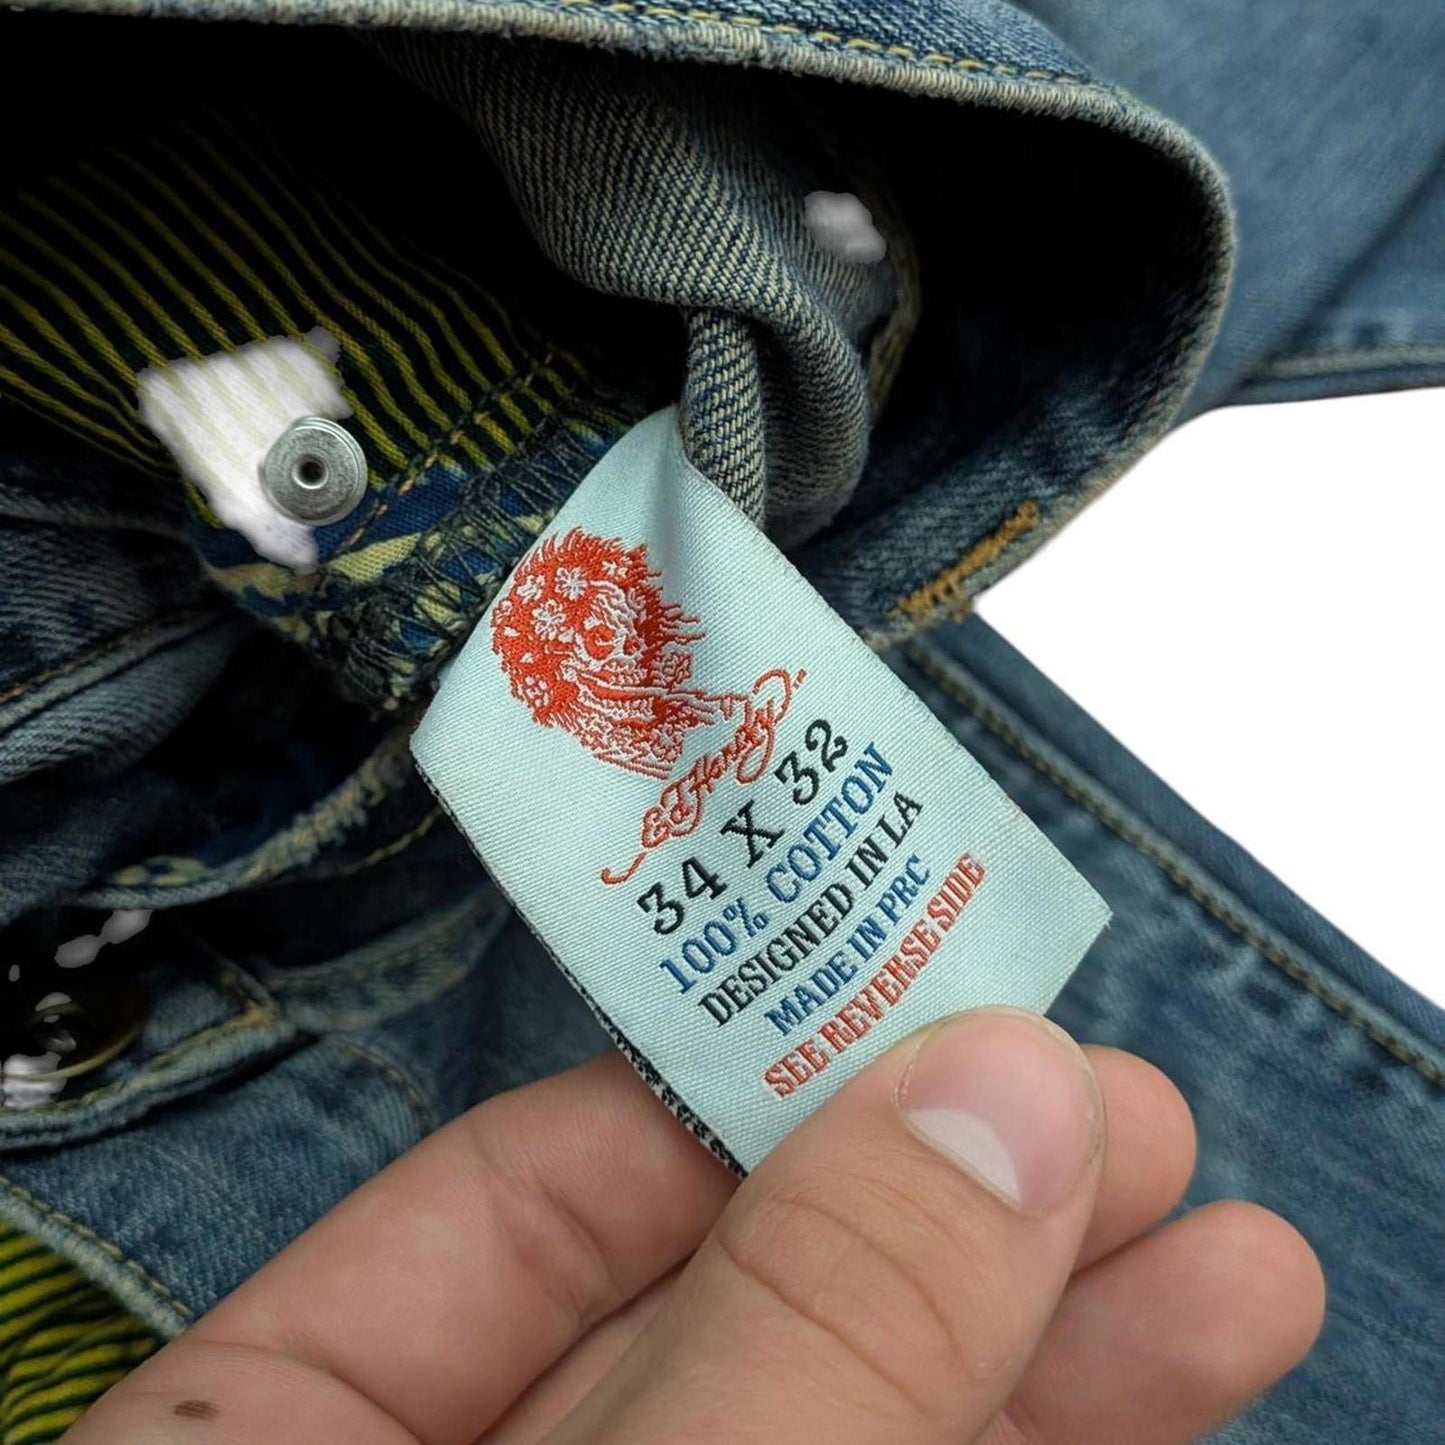 Ed Hardy
34 X 32
100% COTTON
DESIGNED IN LA
MADE IN PRC
SEE REVERSE SIDE